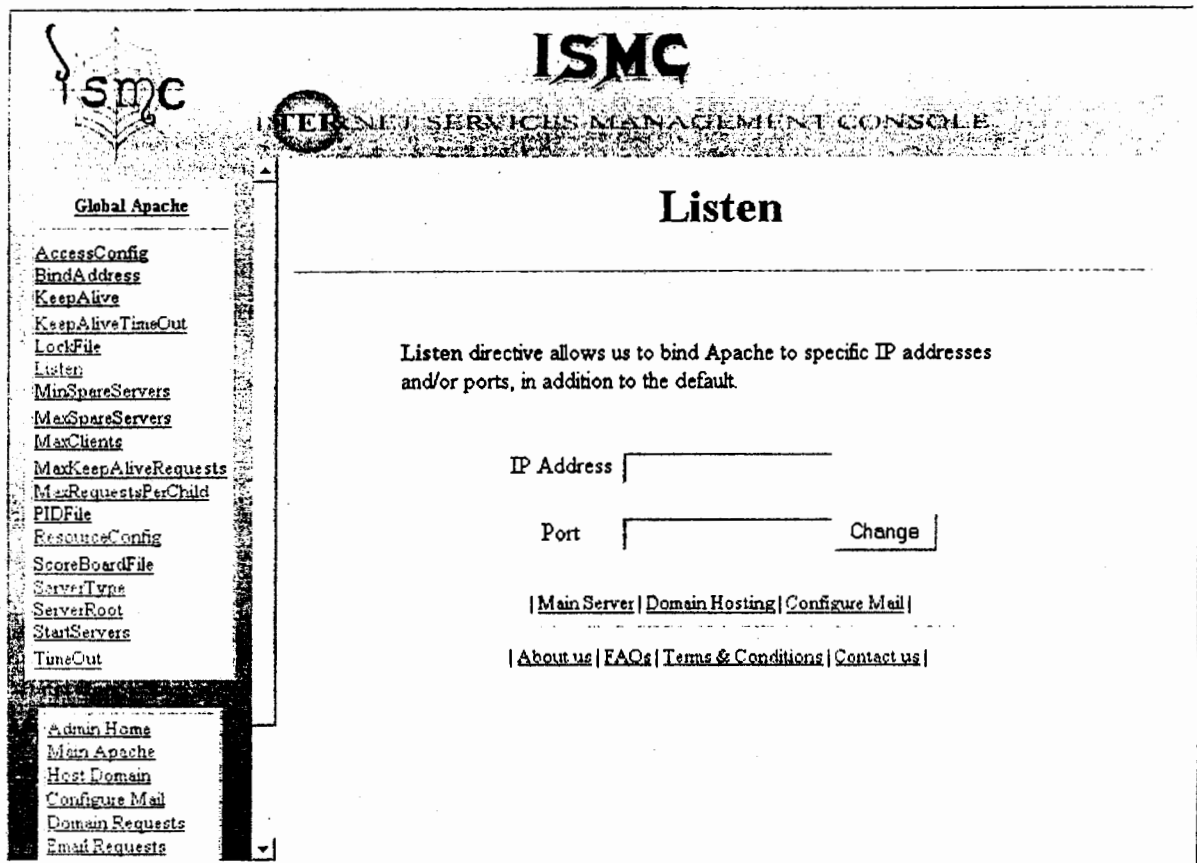 ismc
ISMC
INTERNET SERVICES MANAGEMENT CONSOLE
Global Apache
AccessConfig
BindAddress
KeepAlive
KeepAliveTimeOut
LockFile
Listen
MinSpareServers
MaxSpareServers
MaxClients
MaxKeepAliveRequests
MaxRequestsPerChild
PIDFile
ResourceConfig
ScoreBoardFile
ServerType
ServerRoot
StartServers
TimeOut
Admin Home
Main Apache
Host Domain
Configure Mail
Domain Requests
Email Requests
Listen
Listen directive allows us to bind Apache to specific IP addresses
and/or ports, in addition to the default.
IP Address
Port Change
| Main Server | Domain Hosting | Configure Mail |
| About us | FAQs | Terms & Conditions | Contact us |